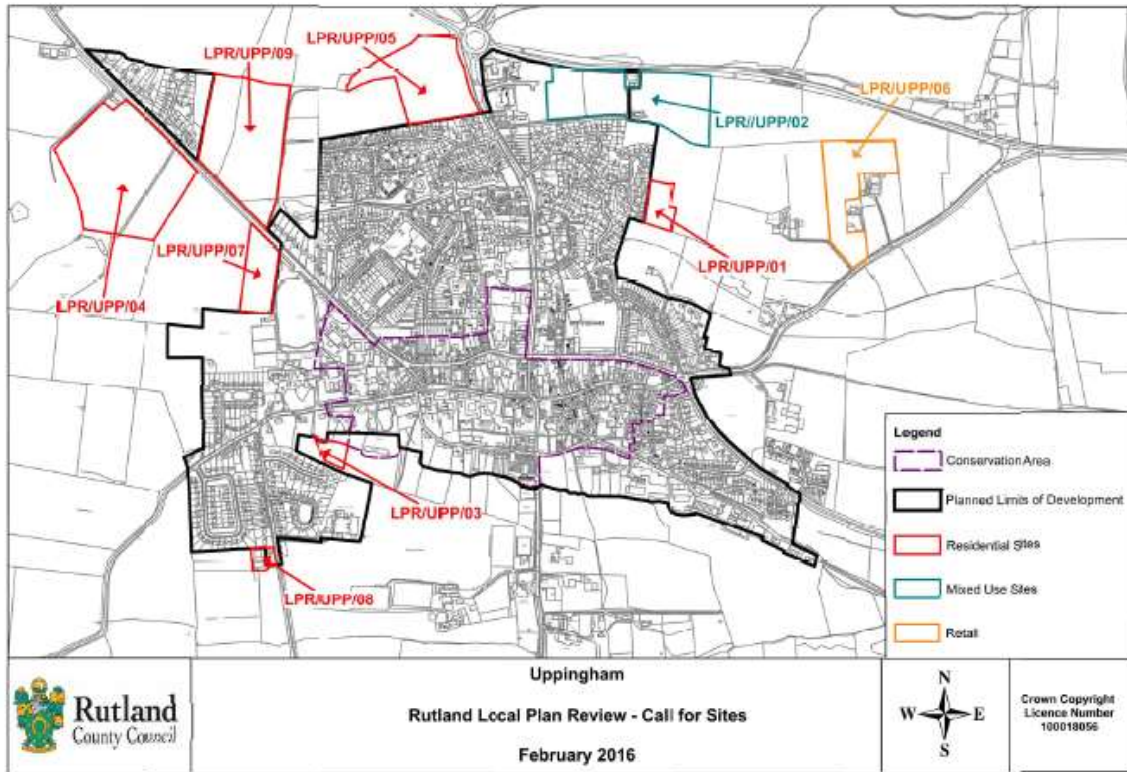 LPR/UPP/09
LPR/UPP/05
LPR//UPP/02
LPR/UPP/06
LPR/UPP/01
LPR/UPP/07
LPR/UPP/04
LPR/UPP/03
LPR/UPP/08
Legend
Conservation Area
Planned Limits of Development
Residential Sites
Mixed Use Sites
Retail
Rutland
County Council
Uppingham
Rutland Local Plan Review - Call for Sites
February 2016
N
W E
S
Crown Copyright
Licence Number
100018056